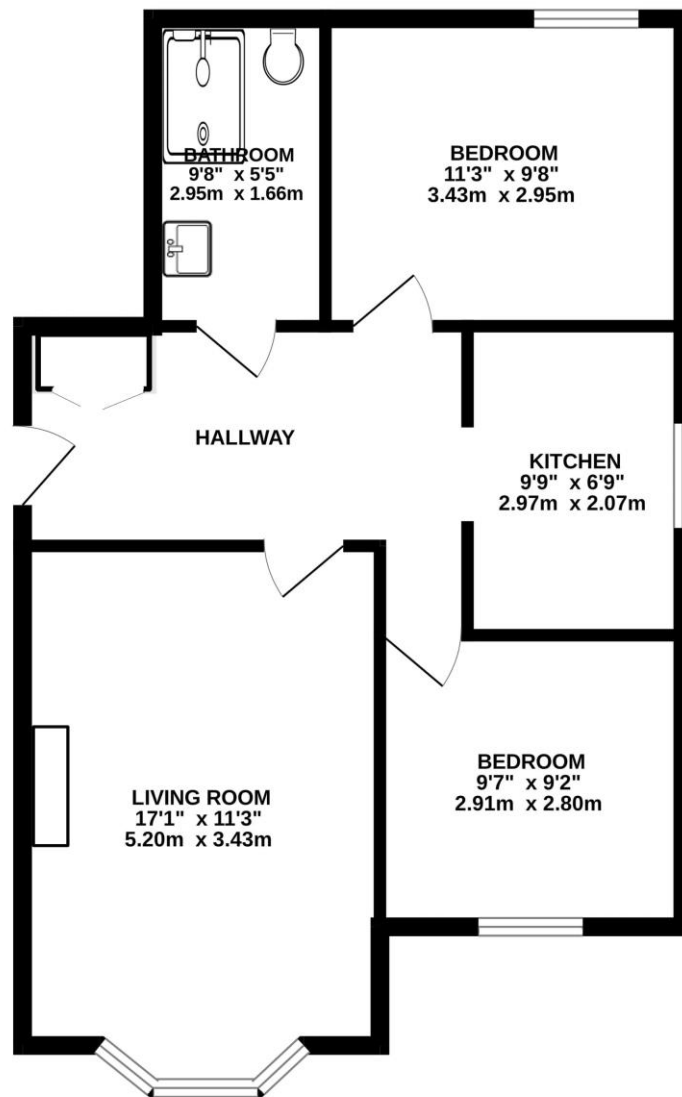 BATHROOM
9'8" x 5'5"
2.95m x 1.66m
BEDROOM
11'3" x 9'8"
3.43m x 2.95m
HALLWAY
KITCHEN
9'9" x 6'9"
2.97m x 2.07m
LIVING ROOM
17'1" x 11'3"
5.20m x 3.43m
BEDROOM
9'7" x 9'2"
2.91m x 2.80m